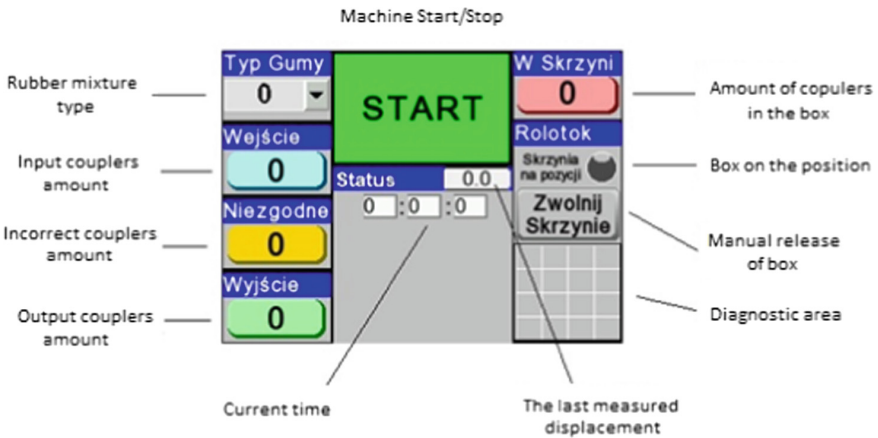 Machine Start/Stop
Rubber mixture
type
Input couplers
amount
Incorrect couplers
amount
Output couplers
amount
Typ Gumy
0
Wejście
0
Niezgodne
0
Wyjście
0
START
Status 0.0
0 : 0 : 0
W Skrzyni
0
Rolotok
Skrzynia
na pozycji
Zwolnij
Skrzynie
Amount of copulers
in the box
Box on the position
Manual release
of box
Diagnostic area
Current time
The last measured
displacement